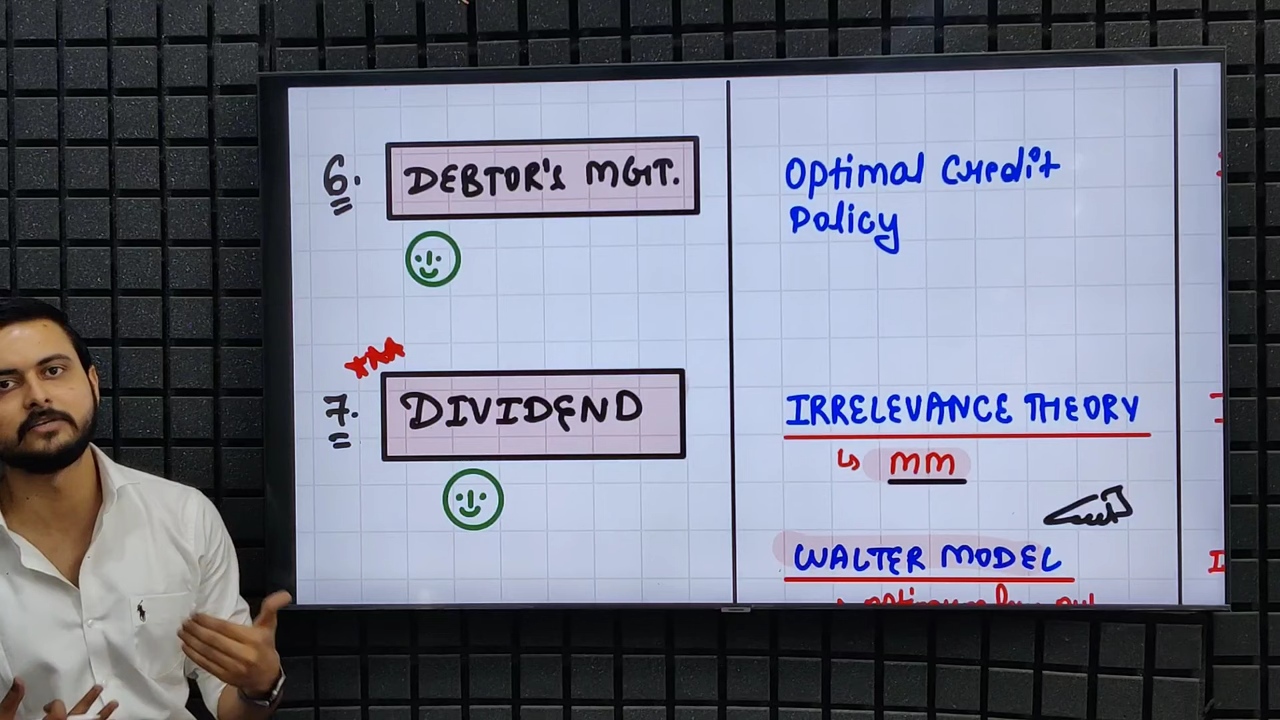 6. DEBTOR'S MGT.
Optimal Credit
Policy
7. DIVIDEND
IRRELEVANCE THEORY
↳ MM
WALTER MODEL